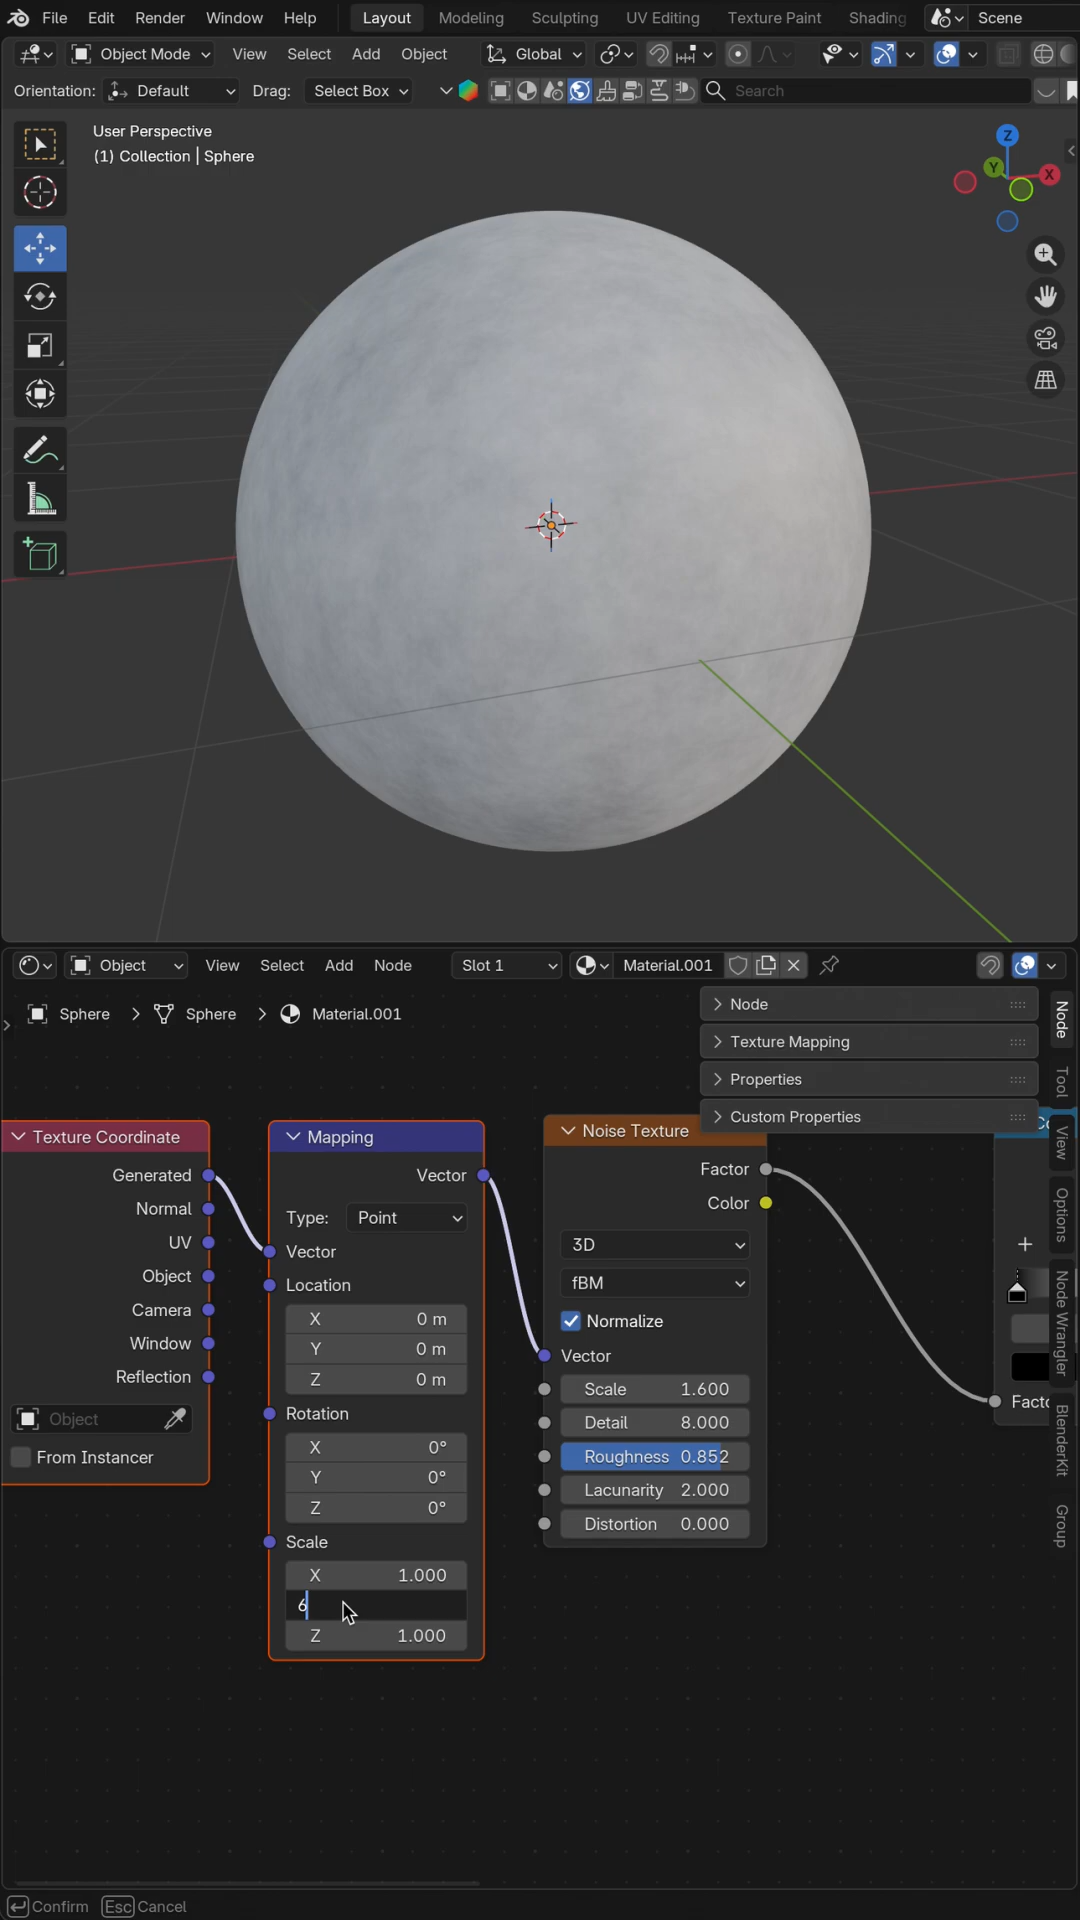 File Edit Render Window Help Layout Modeling Sculpting UV Editing Texture Paint Shading Scene
Object Mode View Select Add Object Global
Orientation: Default Drag: Select Box Search
User Perspective
(1) Collection | Sphere
Z
Y
X
Object View Select Add Node Slot 1 Material.001
Sphere > Sphere > Material.001
Node
Texture Mapping
Properties
Custom Properties
Node
Tool
View
Options
Node Wrangler
BlenderKit
Group
Texture Coordinate
Generated
Normal
UV
Object
Camera
Window
Reflection
Object
From Instancer
Mapping
Vector
Type: Point
Vector
Location
X 0 m
Y 0 m
Z 0 m
Rotation
X 0°
Y 0°
Z 0°
Scale
X 1.000
6
Z 1.000
Noise Texture
Factor
Color
3D
fBM
Normalize
Vector
Scale 1.600
Detail 8.000
Roughness 0.852
Lacunarity 2.000
Distortion 0.000
Confirm Esc Cancel